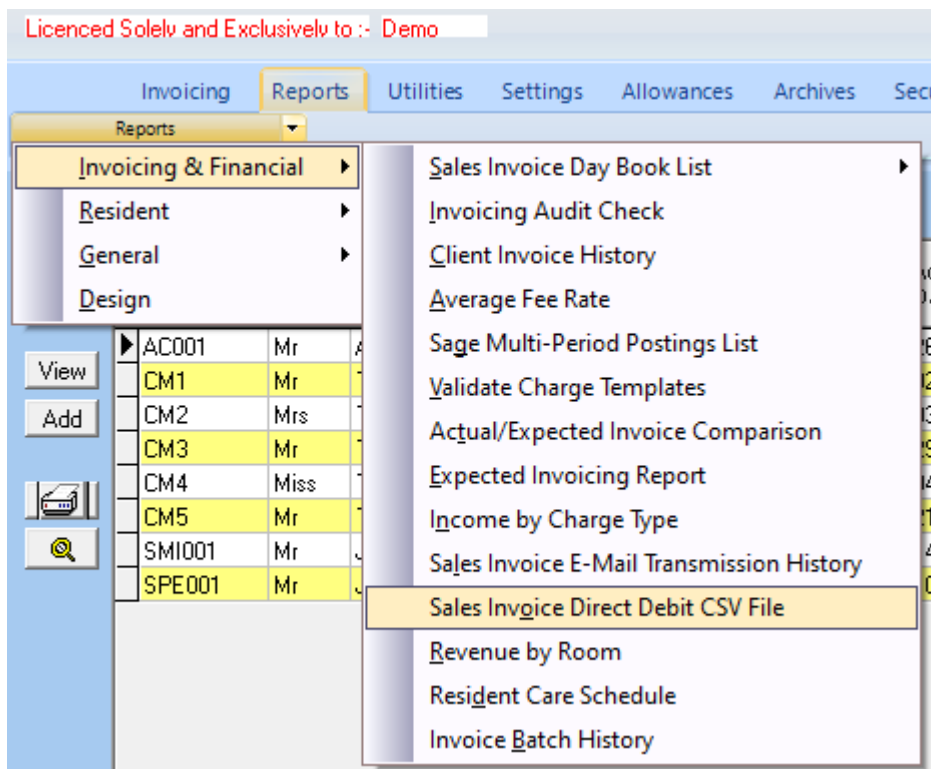 Licenced Solely and Exclusively to :- Demo
Invoicing Reports Utilities Settings Allowances Archives
Reports
Invoicing & Financial
Resident
General
Design
Sales Invoice Day Book List
Invoicing Audit Check
Client Invoice History
Average Fee Rate
Sage Multi-Period Postings List
Validate Charge Templates
Actual/Expected Invoice Comparison
Expected Invoicing Report
Income by Charge Type
Sales Invoice E-Mail Transmission History
Sales Invoice Direct Debit CSV File
Revenue by Room
Resident Care Schedule
Invoice Batch History
View
Add
AC001 Mr
CM1 Mr
CM2 Mrs
CM3 Mr
CM4 Miss
CM5 Mr
SMI001 Mr
SPE001 Mr